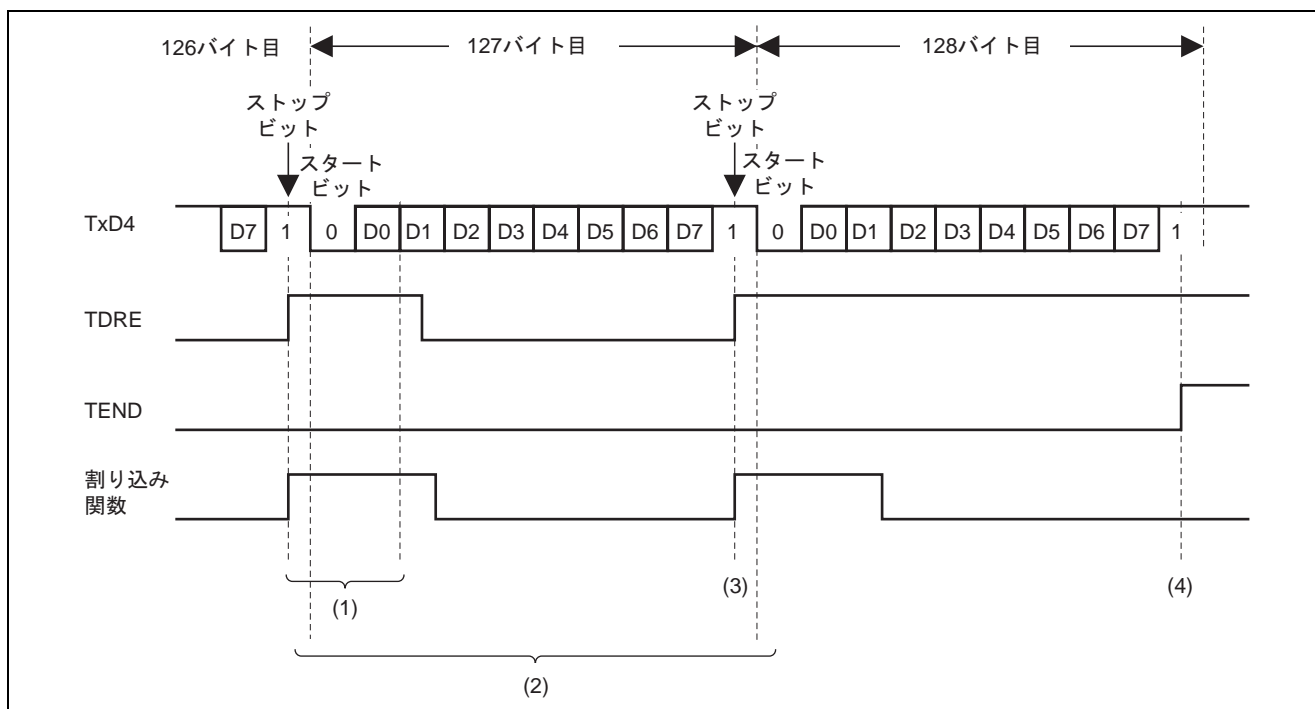 126バイト目
127バイト目
128バイト目
ストップ
ビット
スタート
ビット
ストップ
ビット
スタート
ビット
TxD4
D7 1 0 D0 D1 D2 D3 D4 D5 D6 D7 1 0 D0 D1 D2 D3 D4 D5 D6 D7 1
TDRE
TEND
割り込み
関数
(1)
(3)
(4)
(2)